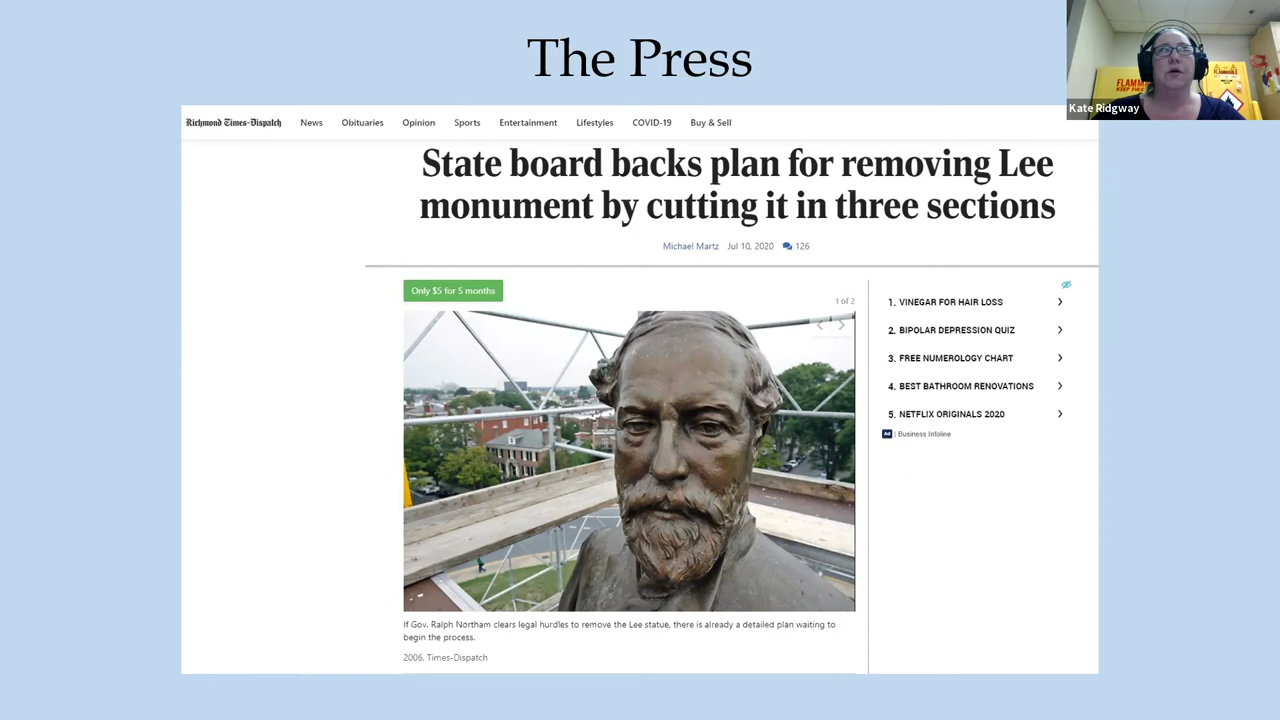 The Press
Kate Ridgway
FLAMMABLE
Richmond Times-Dispatch News Obituaries Opinion Sports Entertainment Lifestyles COVID-19 Buy & Sell
State board backs plan for removing Lee
monument by cutting it in three sections
Michael Martz Jul 10, 2020 126
Only $5 for 5 months
1 of 2
If Gov. Ralph Northam clears legal hurdles to remove the Lee statue, there is already a detailed plan waiting to
begin the process.
2006, Times-Dispatch
1. VINEGAR FOR HAIR LOSS
2. BIPOLAR DEPRESSION QUIZ
3. FREE NUMEROLOGY CHART
4. BEST BATHROOM RENOVATIONS
5. NETFLIX ORIGINALS 2020
Ad | Business Infoline